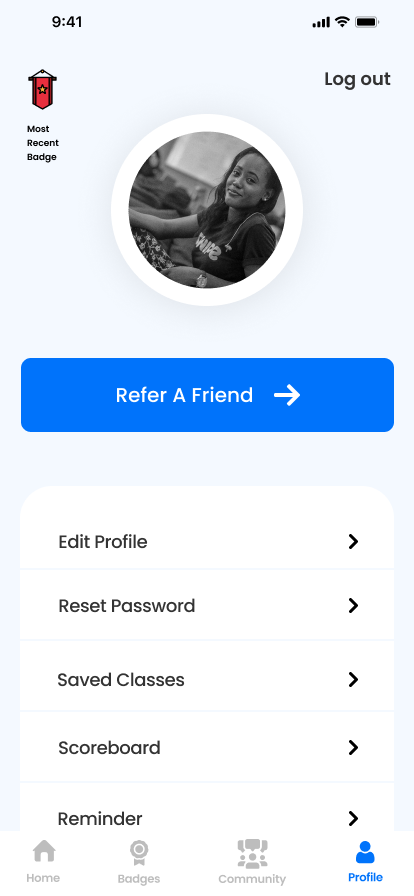 9:41
Log out
Most
Recent
Badge
Refer A Friend
Edit Profile
Reset Password
Saved Classes
Scoreboard
Reminder
Home
Badges
Community
Profile